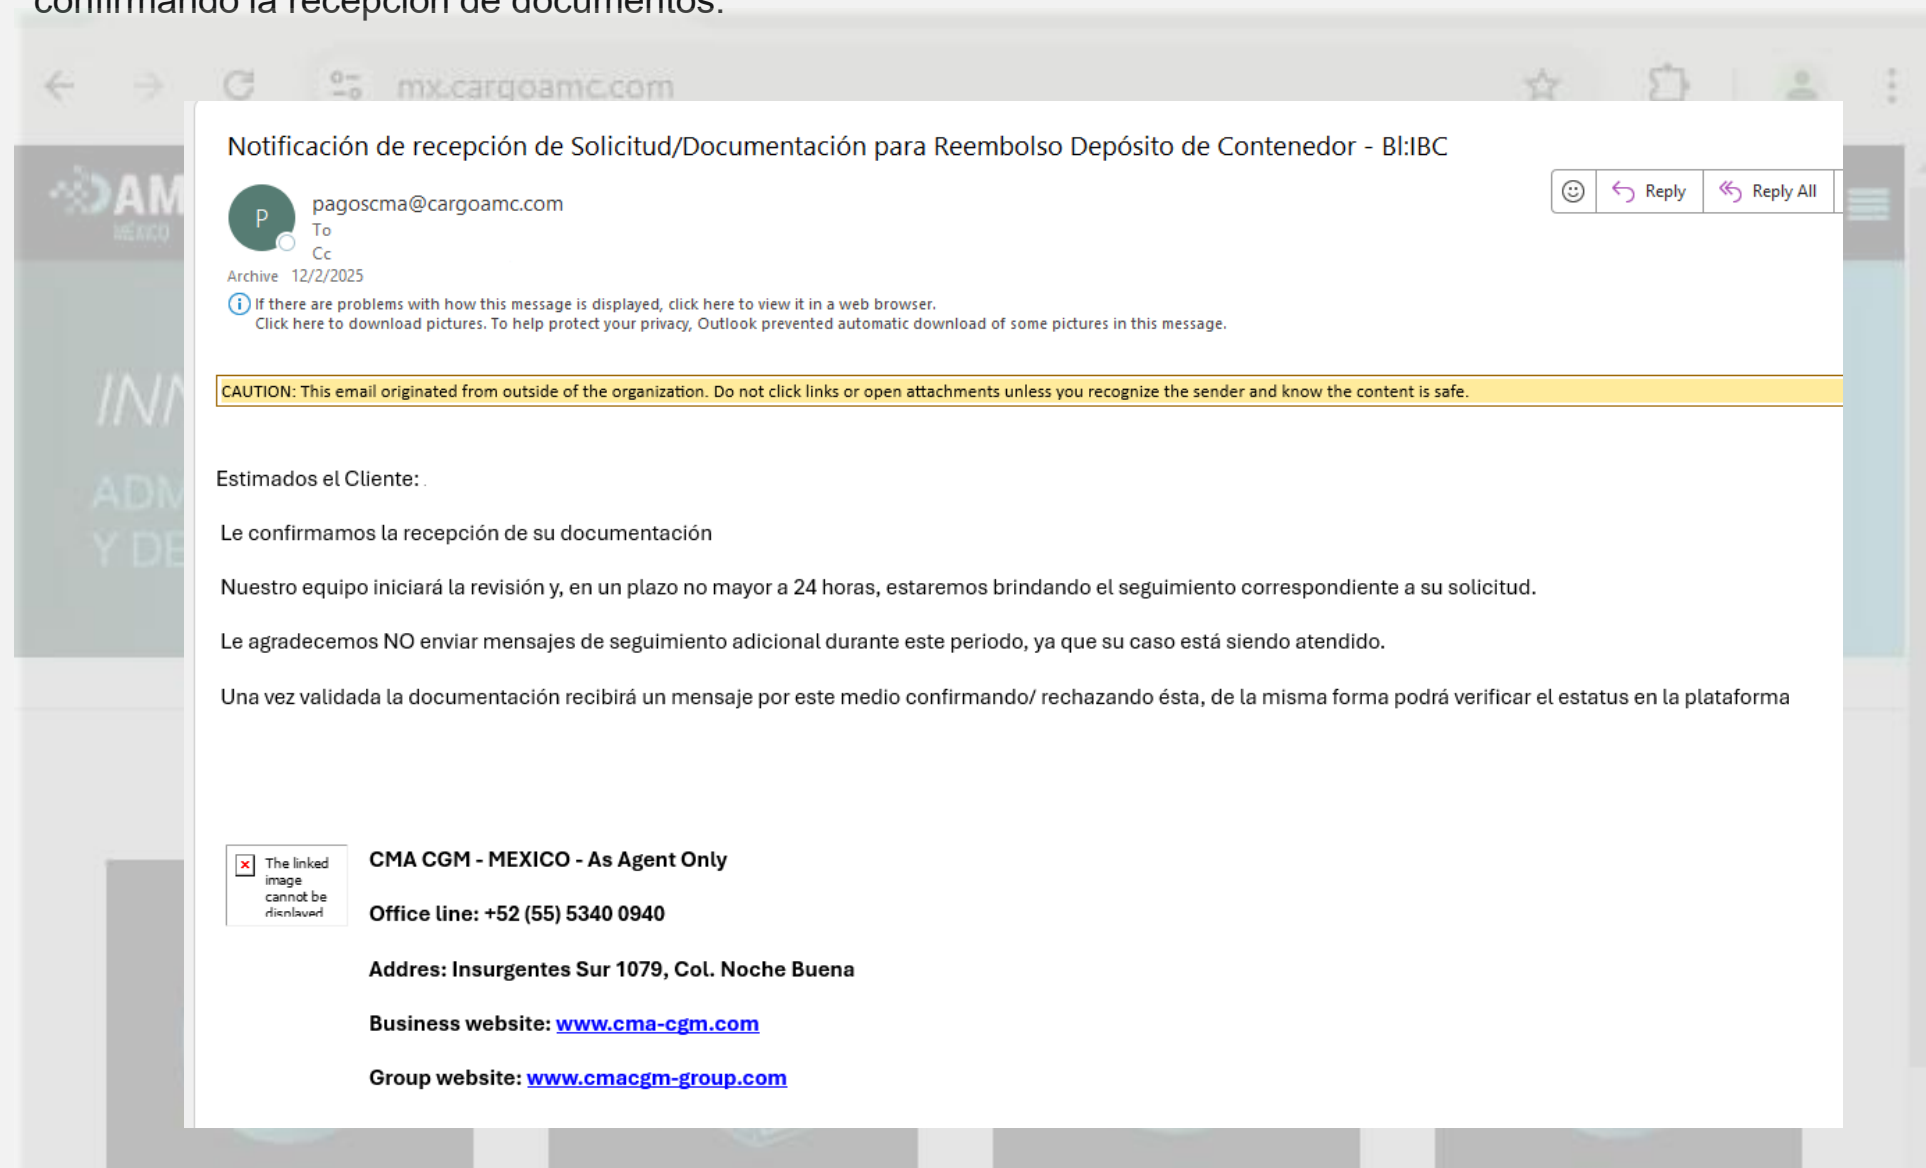 confirmando la recepción de documentos.
mx.cargoamc.com
Notificación de recepción de Solicitud/Documentación para Reembolso Depósito de Contenedor - Bl:IBC
Reply
Reply All
P
pagoscma@cargoamc.com
To
Cc
Archive 12/2/2025
If there are problems with how this message is displayed, click here to view it in a web browser.
Click here to download pictures. To help protect your privacy, Outlook prevented automatic download of some pictures in this message.
AM
MÉXICO
CAUTION: This email originated from outside of the organization. Do not click links or open attachments unless you recognize the sender and know the content is safe.
INN
ADM
Y DE
Estimados el Cliente:
Le confirmamos la recepción de su documentación
Nuestro equipo iniciará la revisión y, en un plazo no mayor a 24 horas, estaremos brindando el seguimiento correspondiente a su solicitud.
Le agradecemos NO enviar mensajes de seguimiento adicional durante este periodo, ya que su caso está siendo atendido.
Una vez validada la documentación recibirá un mensaje por este medio confirmando/ rechazando ésta, de la misma forma podrá verificar el estatus en la plataforma
The linked
image
cannot be
displayed
CMA CGM - MEXICO - As Agent Only
Office line: +52 (55) 5340 0940
Addres: Insurgentes Sur 1079, Col. Noche Buena
Business website: www.cma-cgm.com
Group website: www.cmacgm-group.com